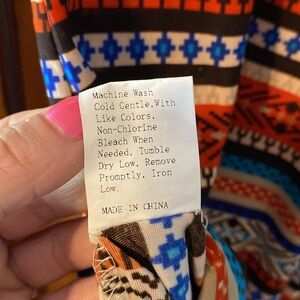 Machine Wash
Cold Gentle.With
Like Colors.
Non-Chlorine
Bleach When
Needed. Tumble
Dry Low. Remove
Promptly. Iron
Low.
MADE IN CHINA